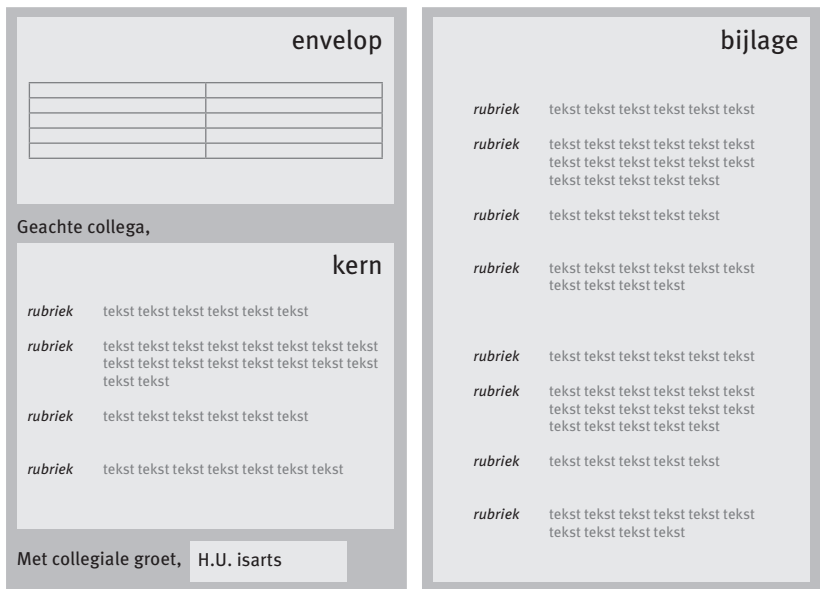 envelop
Geachte collega,
kern
rubriek tekst tekst tekst tekst tekst tekst
rubriek tekst tekst tekst tekst tekst tekst tekst tekst
tekst tekst tekst tekst tekst tekst tekst tekst
tekst tekst
rubriek tekst tekst tekst tekst tekst tekst
rubriek tekst tekst tekst tekst tekst tekst tekst
Met collegiale groet, H.U. isarts
bijlage
rubriek tekst tekst tekst tekst tekst tekst
rubriek tekst tekst tekst tekst tekst tekst
tekst tekst tekst tekst tekst tekst
tekst tekst tekst tekst tekst
rubriek tekst tekst tekst tekst tekst
rubriek tekst tekst tekst tekst tekst tekst
tekst tekst tekst tekst
rubriek tekst tekst tekst tekst tekst tekst
rubriek tekst tekst tekst tekst tekst tekst
tekst tekst tekst tekst tekst tekst
tekst tekst tekst tekst tekst
rubriek tekst tekst tekst tekst tekst
rubriek tekst tekst tekst tekst tekst tekst
tekst tekst tekst tekst